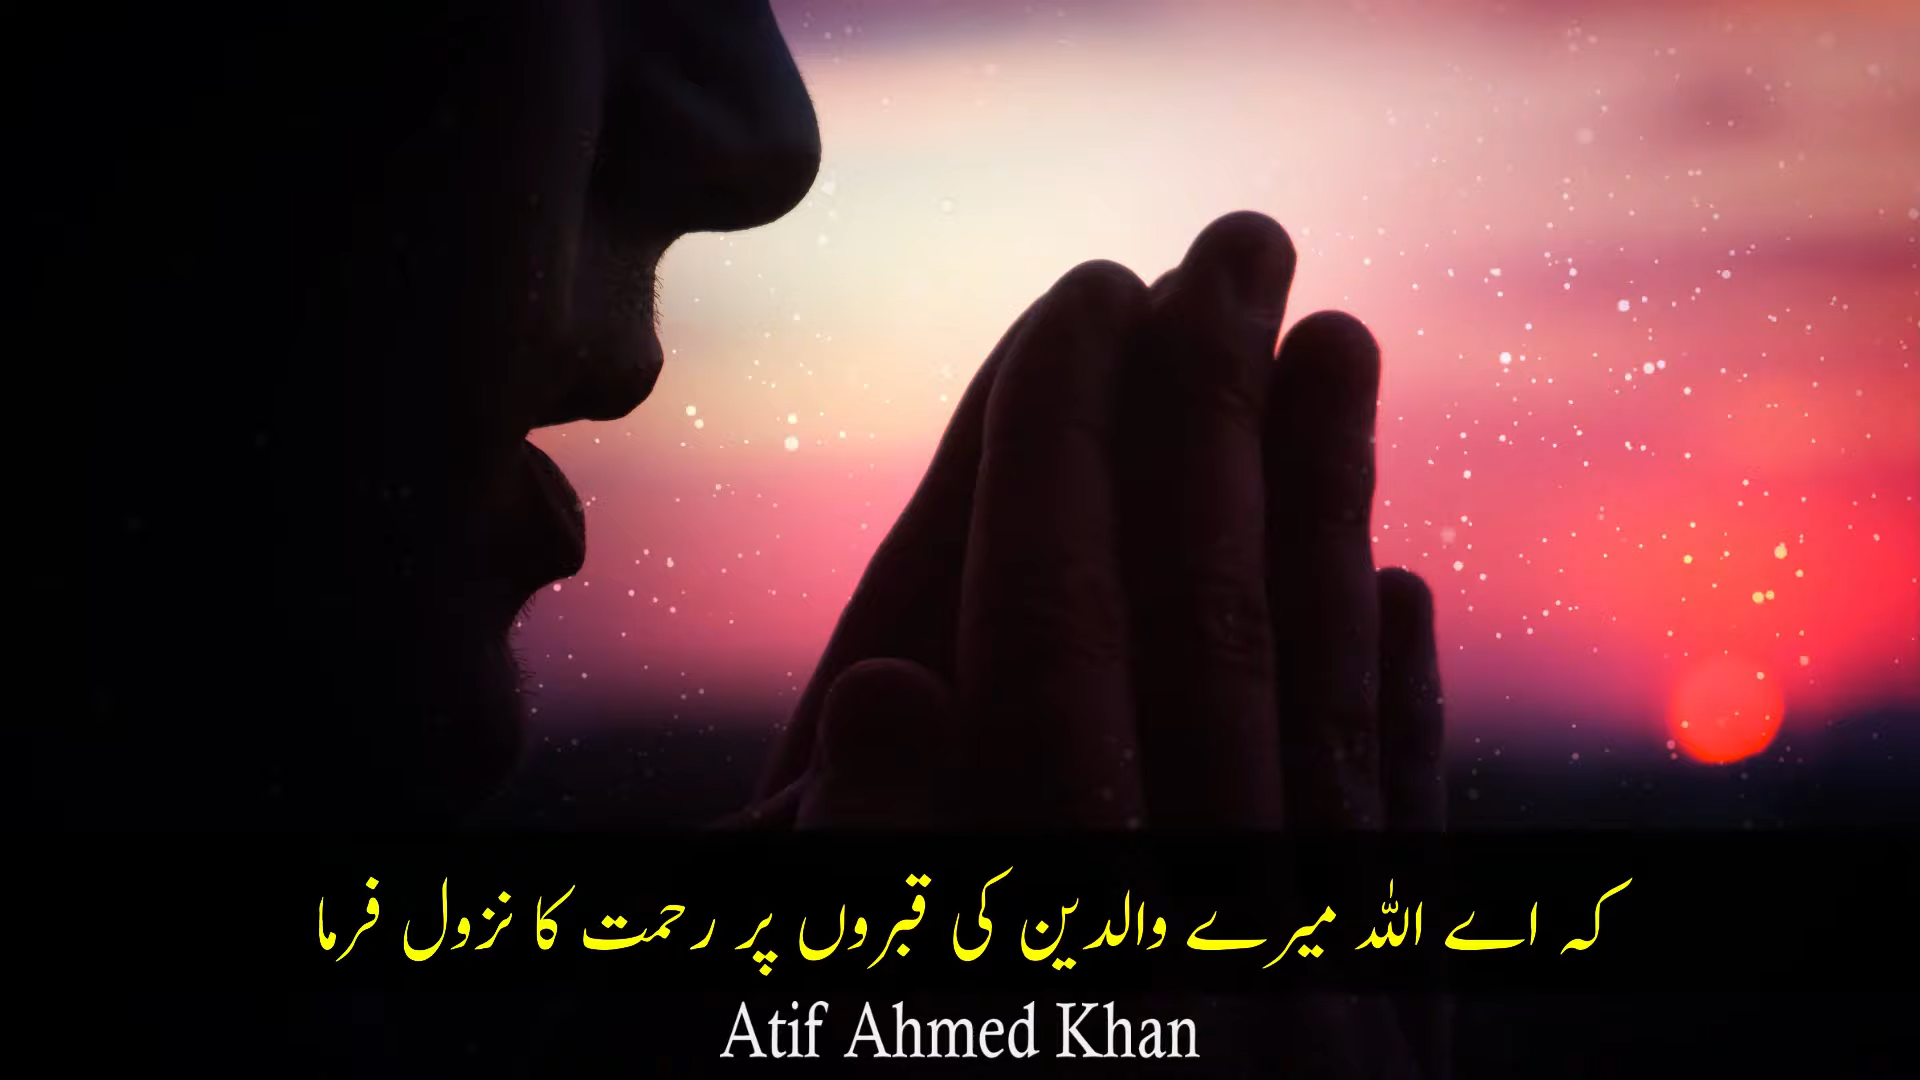 کہ اے اللہ میرے والدین کی قبروں پر رحمت کا نزول فرما
Atif Ahmed Khan